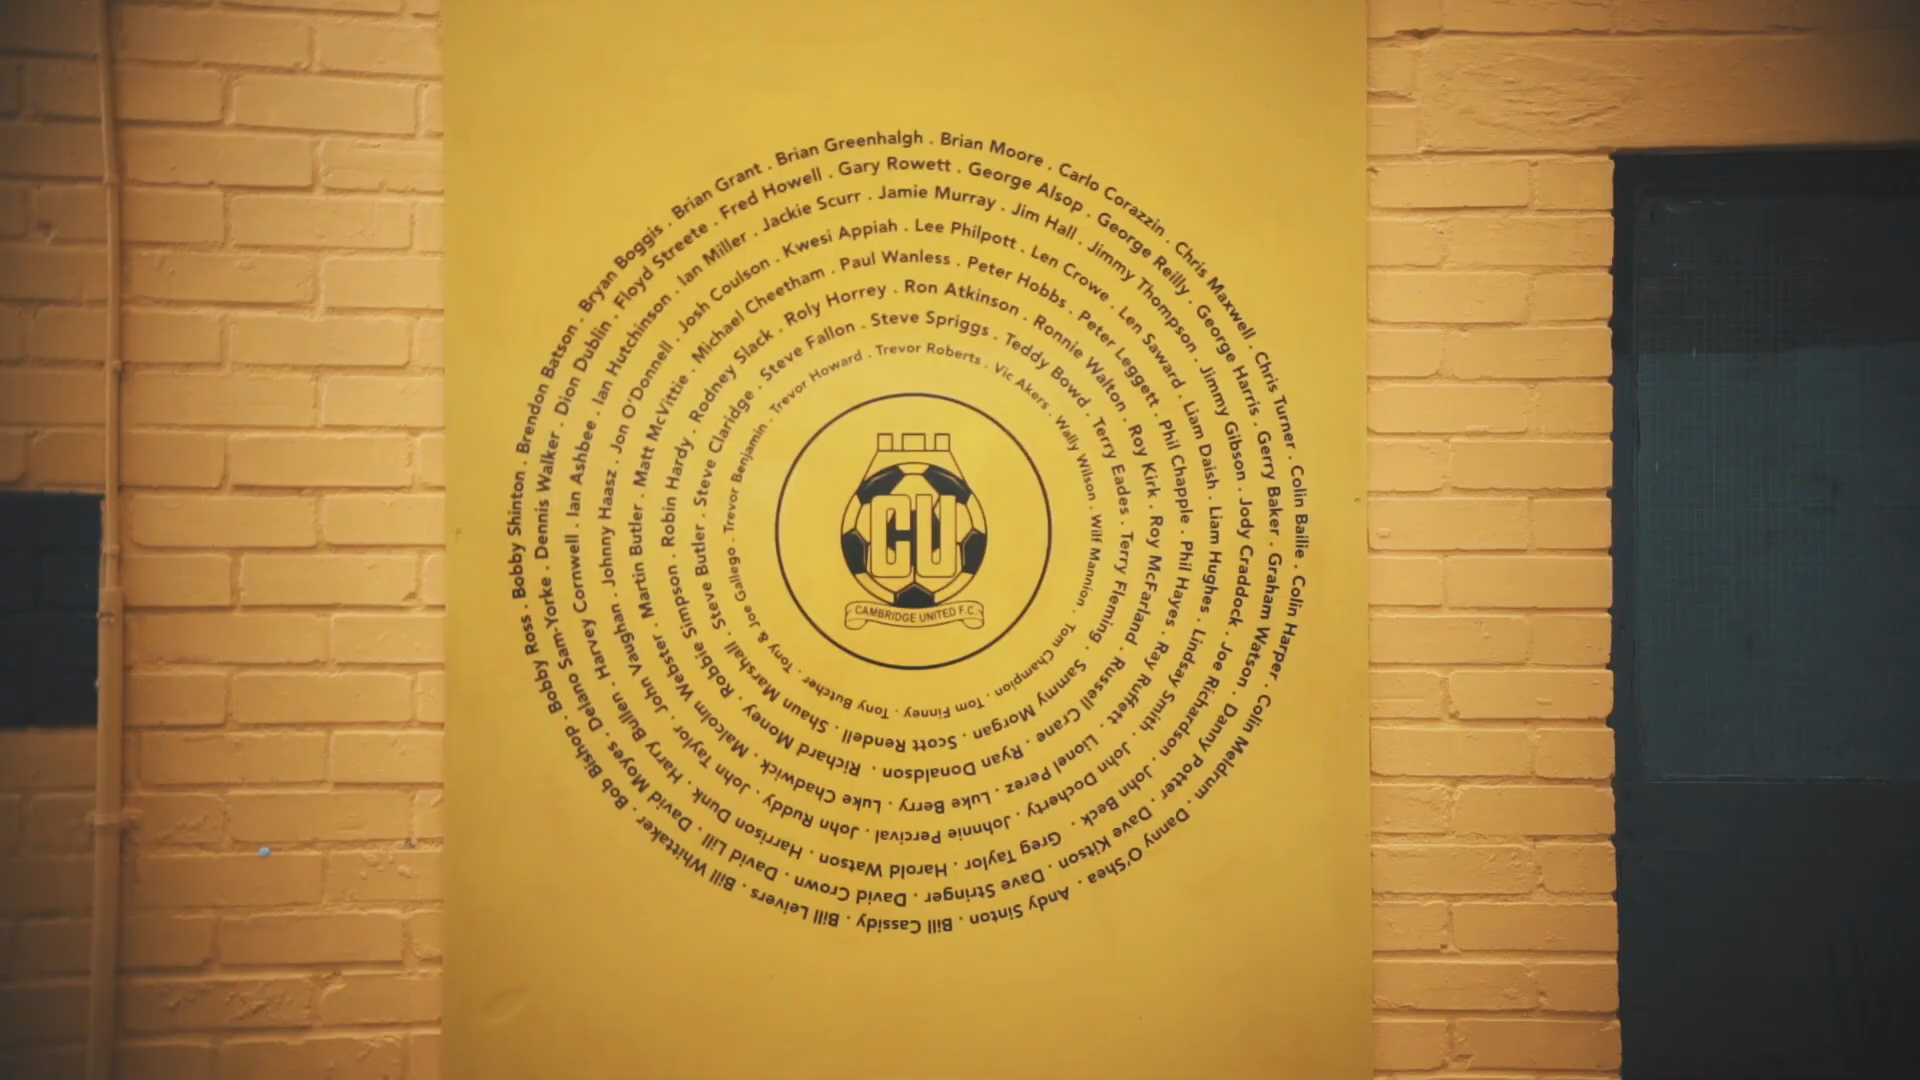 Andy Sinton . Bill Cassidy . Bill Leivers . Bill Whittaker . Bob Bishop . Bobby Ross . Bobby Shinton . Brendon Batson . Bryan Boggis . Brian Grant . Brian Greenhalgh . Brian Moore . Carlo Corazzin . Chris Maxwell . Chris Turner . Colin Bailie . Colin Harper . Colin Meldrum . Danny O'Shea .
Danny Potter . Dave Kitson . Dave Stringer . David Crown . David Lill . David Moyes . Delano Sam-Yorke . Dennis Walker . Dion Dublin . Floyd Streete . Fred Howell . Gary Rowett . George Alsop . George Reilly . George Harris . Gerry Baker . Graham Watson .
Greg Taylor . Harold Watson . Harrison Dunk . Harry Bullen . Harvey Cornwell . Ian Ashbee . Ian Hutchinson . Ian Miller . Jackie Scurr . Jamie Murray . Jim Hall . Jimmy Thompson . Jimmy Gibson . Jody Craddock . Joe Richardson . John Beck .
John Docherty . Johnnie Percival . John Ruddy . John Taylor . John Vaughan . Johnny Haasz . Jon O'Donnell . Josh Coulson . Kwesi Appiah . Lee Philpott . Len Crowe . Len Saward . Liam Daish . Liam Hughes . Lindsay Smith .
Lionel Perez . Luke Berry . Luke Chadwick . Malcolm Webster . Martin Butler . Matt McVittie . Michael Cheetham . Paul Wanless . Peter Hobbs . Peter Leggett . Phil Chapple . Phil Hayes . Ray Ruffett .
Russell Crane . Ryan Donaldson . Richard Money . Robbie Simpson . Robin Hardy . Rodney Slack . Roly Horrey . Ron Atkinson . Ronnie Walton . Roy Kirk . Roy McFarland .
Sammy Morgan . Scott Rendell . Shaun Marshall . Steve Butler . Steve Claridge . Steve Fallon . Steve Spriggs . Teddy Bowd . Terry Eades . Terry Fleming .
Tom Champion . Tom Finney . Tony Butcher . Tony & Joe Gallego . Trevor Benjamin . Trevor Howard . Trevor Roberts . Vic Akers . Wally Wilson . Wilf Mannion .
CU
CAMBRIDGE UNITED F.C.